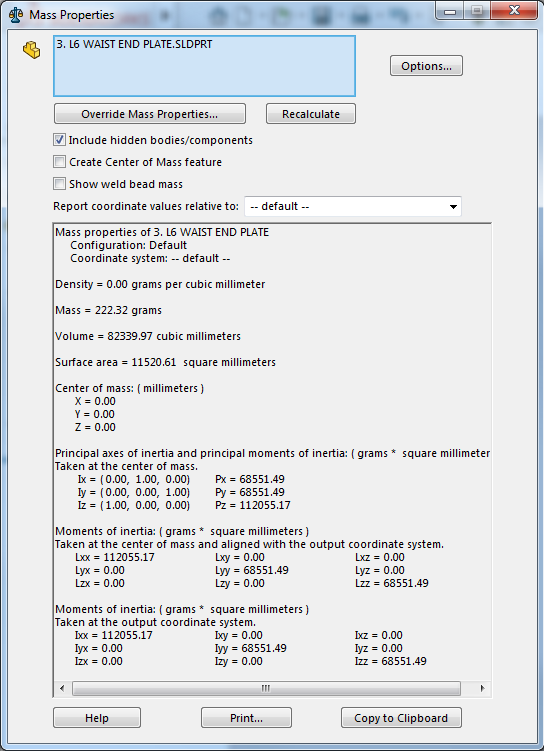 Mass Properties
3. L6 WAIST END PLATE.SLDPRT
Options...
Override Mass Properties...
Recalculate
Include hidden bodies/components
Create Center of Mass feature
Show weld bead mass
Report coordinate values relative to: -- default --
Mass properties of 3. L6 WAIST END PLATE
Configuration: Default
Coordinate system: -- default --
Density = 0.00 grams per cubic millimeter
Mass = 222.32 grams
Volume = 82339.97 cubic millimeters
Surface area = 11520.61 square millimeters
Center of mass: ( millimeters )
X = 0.00
Y = 0.00
Z = 0.00
Principal axes of inertia and principal moments of inertia: ( grams * square millimeter
Taken at the center of mass.
Ix = ( 0.00, 1.00, 0.00) Px = 68551.49
Iy = ( 0.00, 0.00, 1.00) Py = 68551.49
Iz = ( 1.00, 0.00, 0.00) Pz = 112055.17
Moments of inertia: ( grams * square millimeters )
Taken at the center of mass and aligned with the output coordinate system.
Lxx = 112055.17 Lxy = 0.00 Lxz = 0.00
Lyx = 0.00 Lyy = 68551.49 Lyz = 0.00
Lzx = 0.00 Lzy = 0.00 Lzz = 68551.49
Moments of inertia: ( grams * square millimeters )
Taken at the output coordinate system.
Ixx = 112055.17 Ixy = 0.00 Ixz = 0.00
Iyx = 0.00 Iyy = 68551.49 Iyz = 0.00
Izx = 0.00 Izy = 0.00 Izz = 68551.49
Help
Print...
Copy to Clipboard